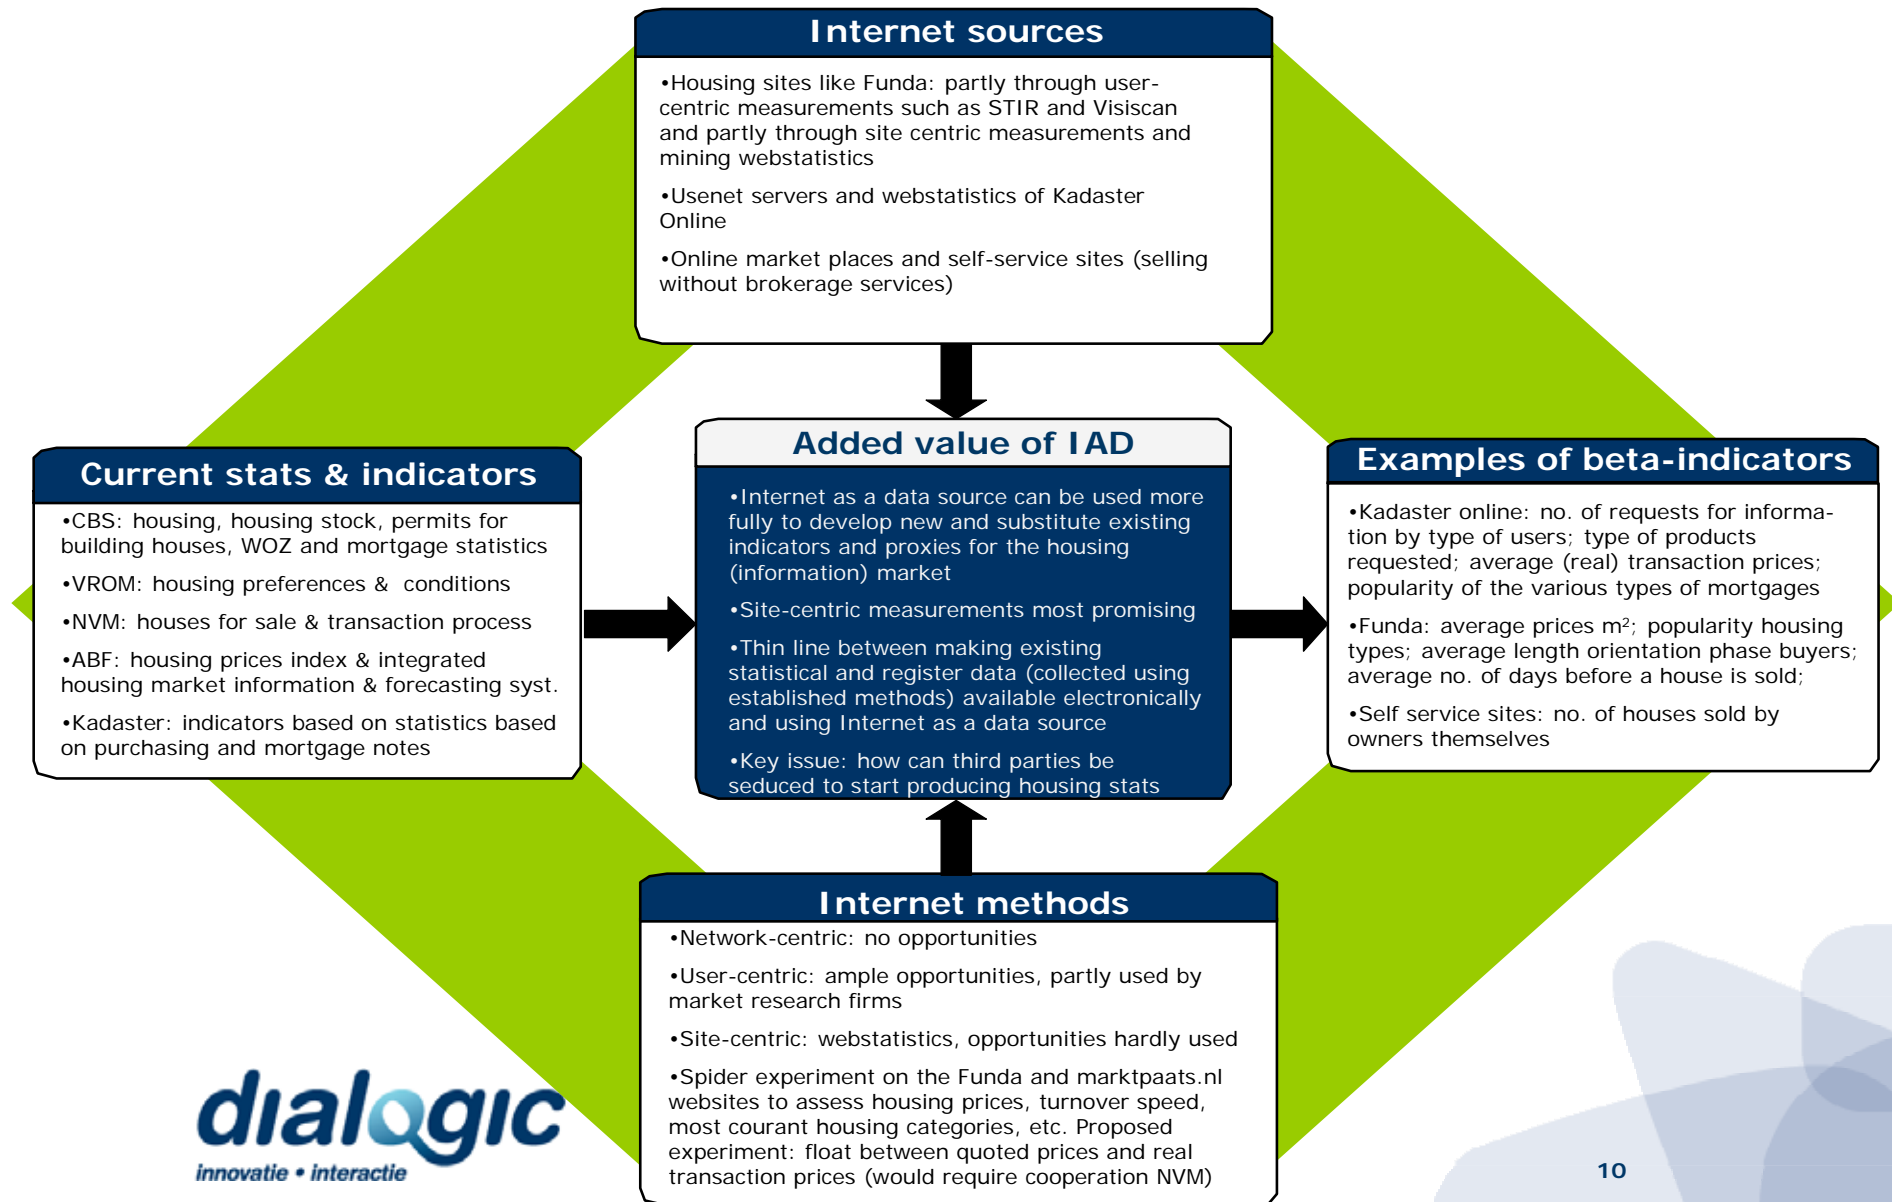 Internet sources
•Housing sites like Funda: partly through user-
centric measurements such as STIR and Visiscan
and partly through site centric measurements and
mining webstatistics
•Usenet servers and webstatistics of Kadaster
Online
•Online market places and self-service sites (selling
without brokerage services)
Current stats & indicators
•CBS: housing, housing stock, permits for
building houses, WOZ and mortgage statistics
•VROM: housing preferences & conditions
•NVM: houses for sale & transaction process
•ABF: housing prices index & integrated
housing market information & forecasting syst.
•Kadaster: indicators based on statistics based
on purchasing and mortgage notes
Added value of IAD
•Internet as a data source can be used more
fully to develop new and substitute existing
indicators and proxies for the housing
(information) market
•Site-centric measurements most promising
•Thin line between making existing
statistical and register data (collected using
established methods) available electronically
and using Internet as a data source
•Key issue: how can third parties be
seduced to start producing housing stats
Examples of beta-indicators
•Kadaster online: no. of requests for informa-
tion by type of users; type of products
requested; average (real) transaction prices;
popularity of the various types of mortgages
•Funda: average prices m²; popularity housing
types; average length orientation phase buyers;
average no. of days before a house is sold;
•Self service sites: no. of houses sold by
owners themselves
Internet methods
•Network-centric: no opportunities
•User-centric: ample opportunities, partly used by
market research firms
•Site-centric: webstatistics, opportunities hardly used
•Spider experiment on the Funda and marktpaats.nl
websites to assess housing prices, turnover speed,
most courant housing categories, etc. Proposed
experiment: float between quoted prices and real
transaction prices (would require cooperation NVM)
dialogic
innovatie • interactie
10